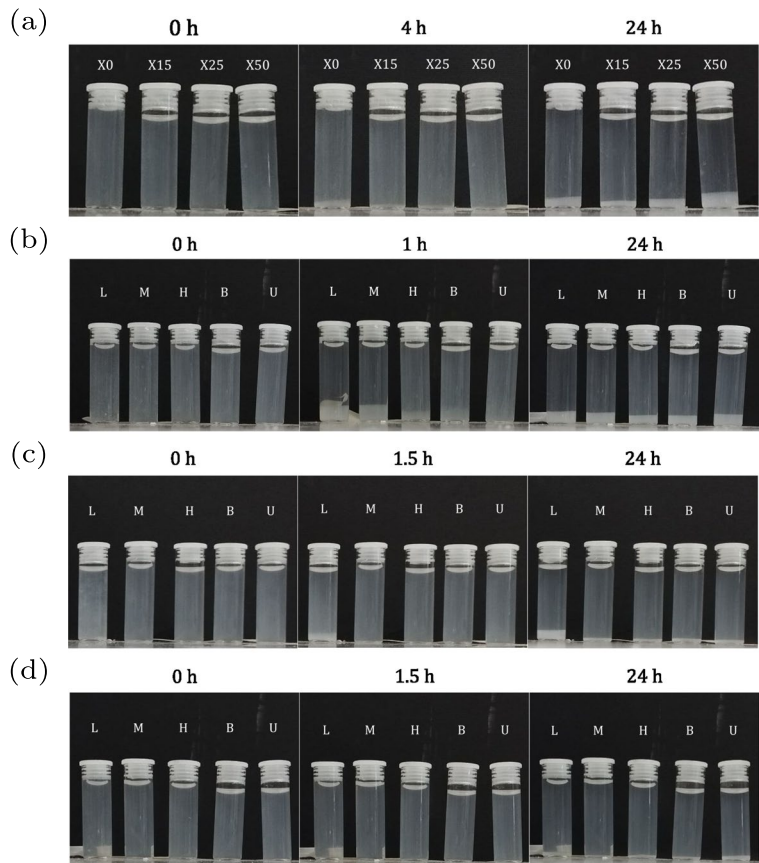 (a)
0 h 4 h 24 h
X0 X15 X25 X50 X0 X15 X25 X50 X0 X15 X25 X50
(b)
0 h 1 h 24 h
L M H B U L M H B U L M H B U
(c)
0 h 1.5 h 24 h
L M H B U L M H B U L M H B U
(d)
0 h 1.5 h 24 h
L M H B U L M H B U L M H B U